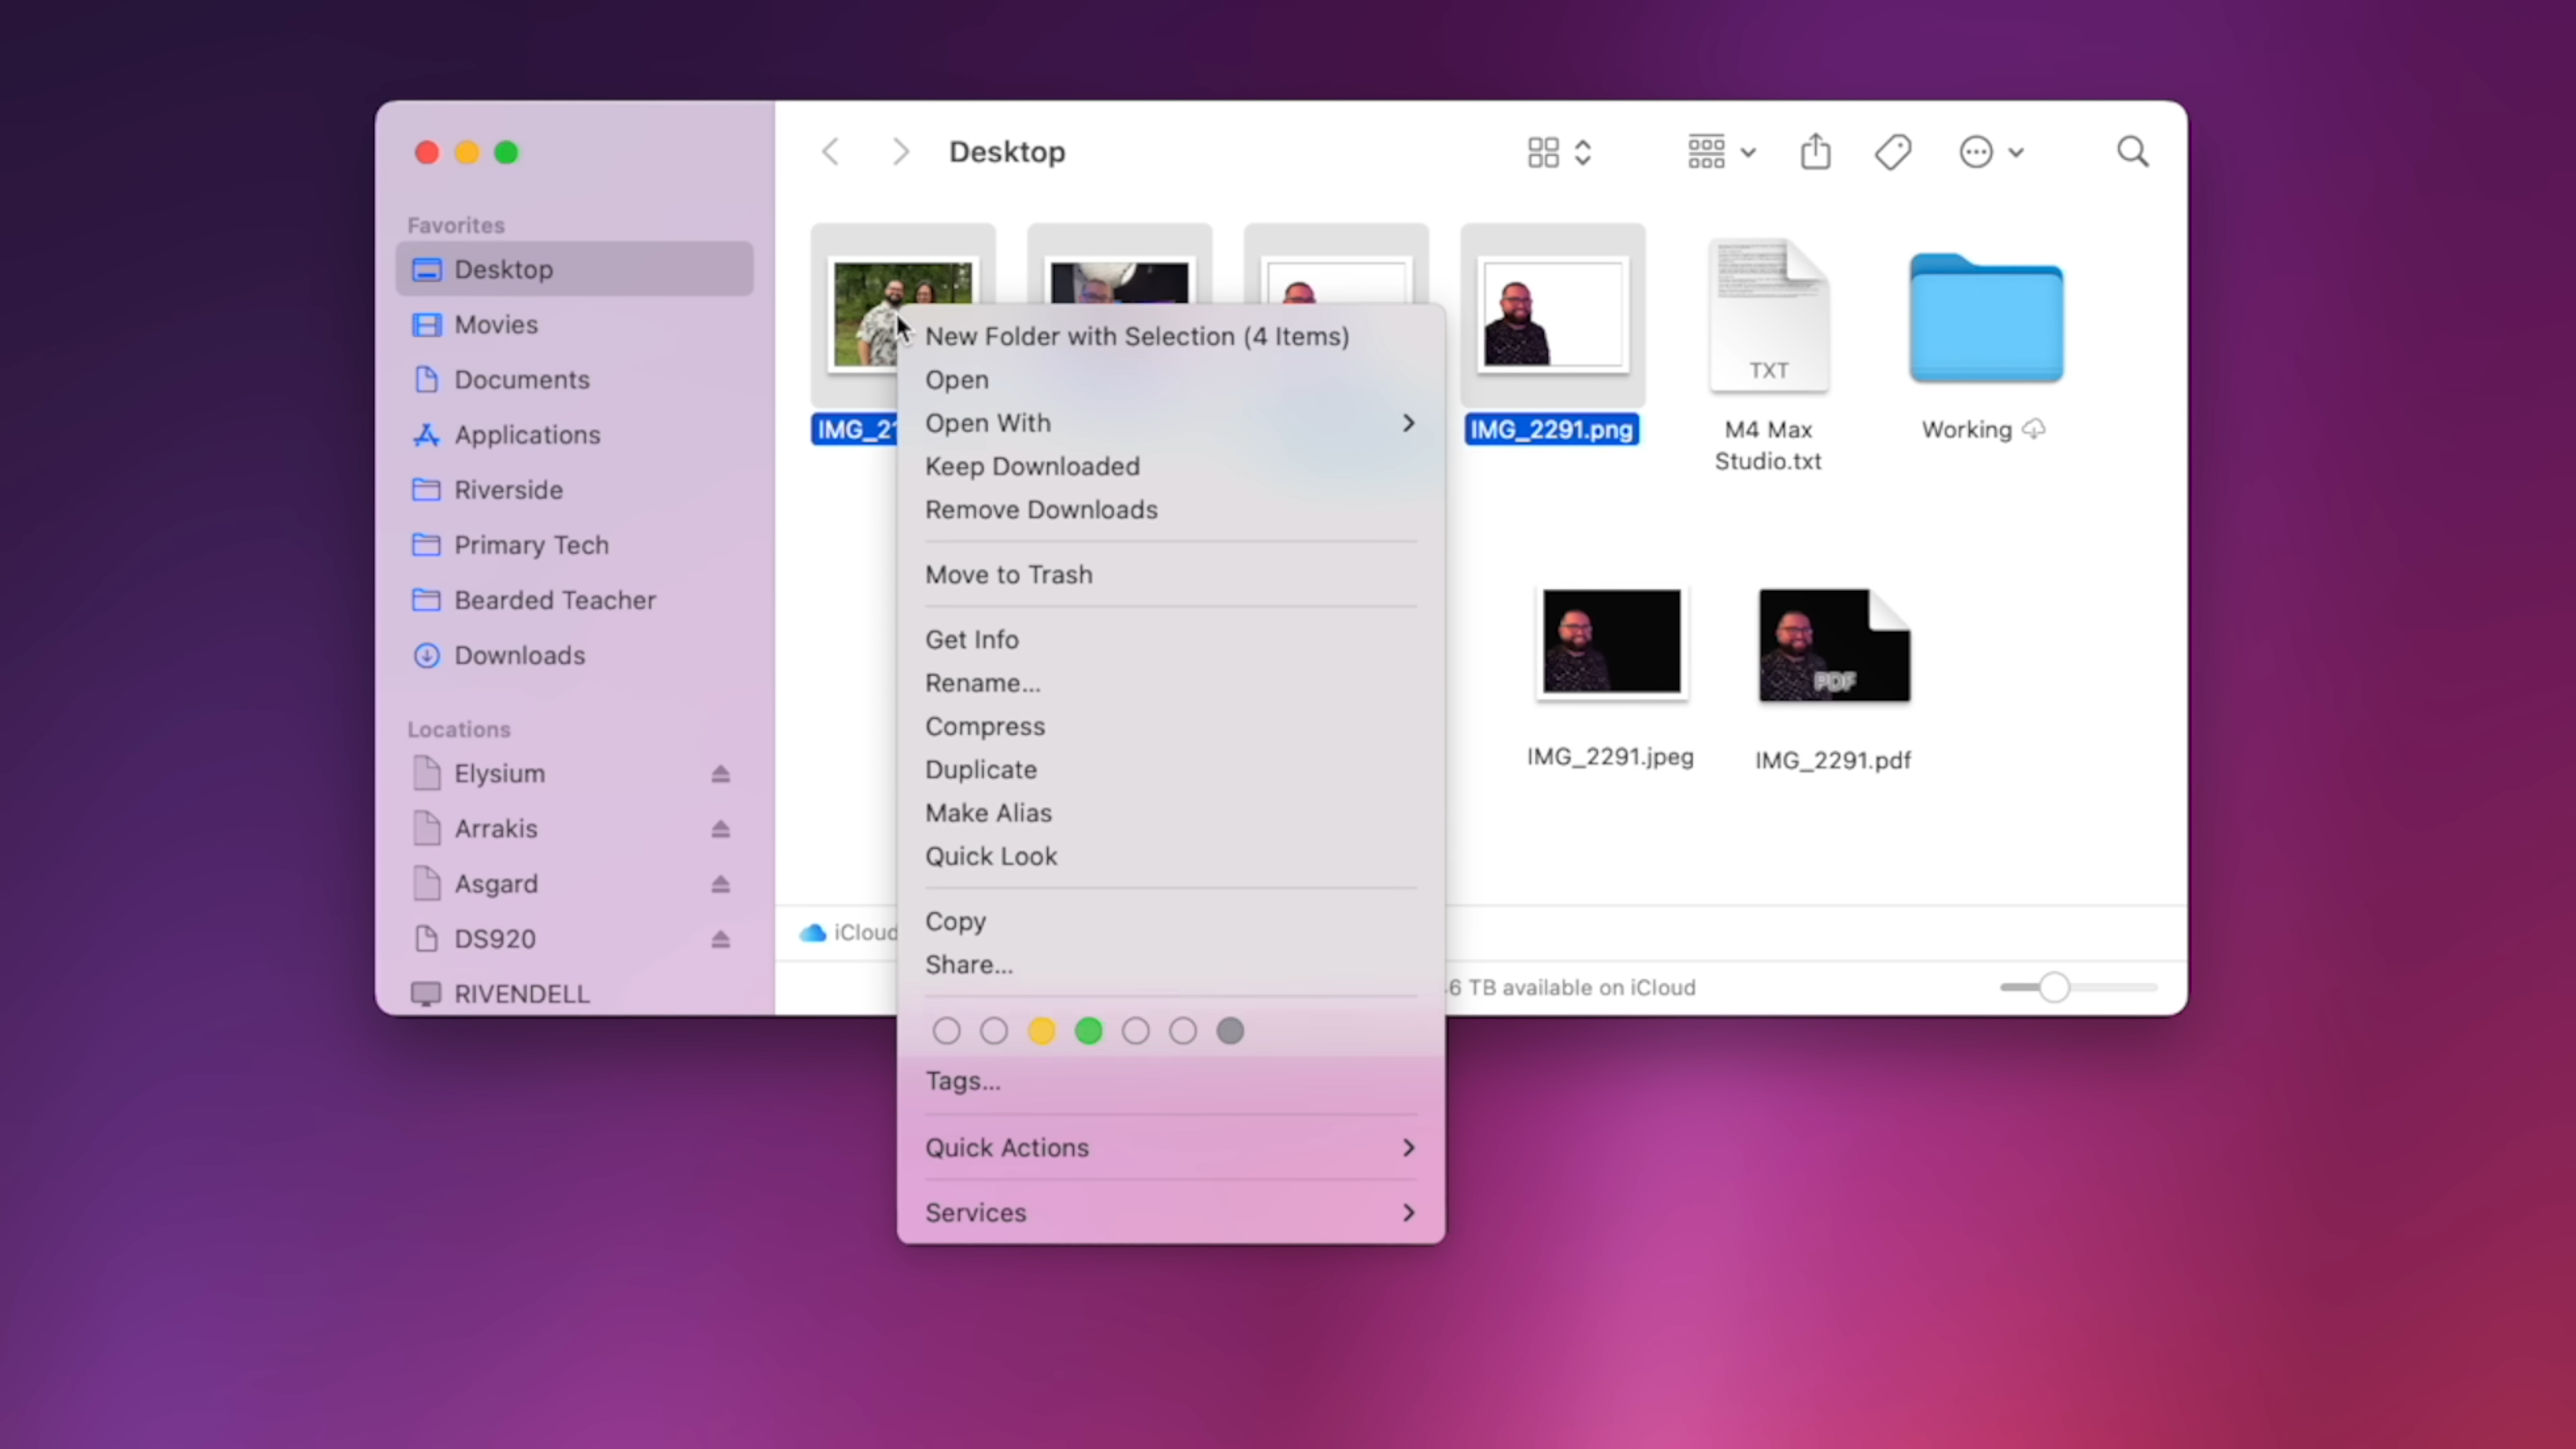 Desktop
Favorites
Desktop
Movies
Documents
Applications
Riverside
Primary Tech
Bearded Teacher
Downloads
Locations
Elysium
Arrakis
Asgard
DS920
RIVENDELL
IMG_2291.png
TXT
M4 Max
Studio.txt
Working
PDF
IMG_2291.jpeg
IMG_2291.pdf
iCloud
6 TB available on iCloud
New Folder with Selection (4 Items)
Open
Open With
Keep Downloaded
Remove Downloads
Move to Trash
Get Info
Rename...
Compress
Duplicate
Make Alias
Quick Look
Copy
Share...
Tags...
Quick Actions
Services